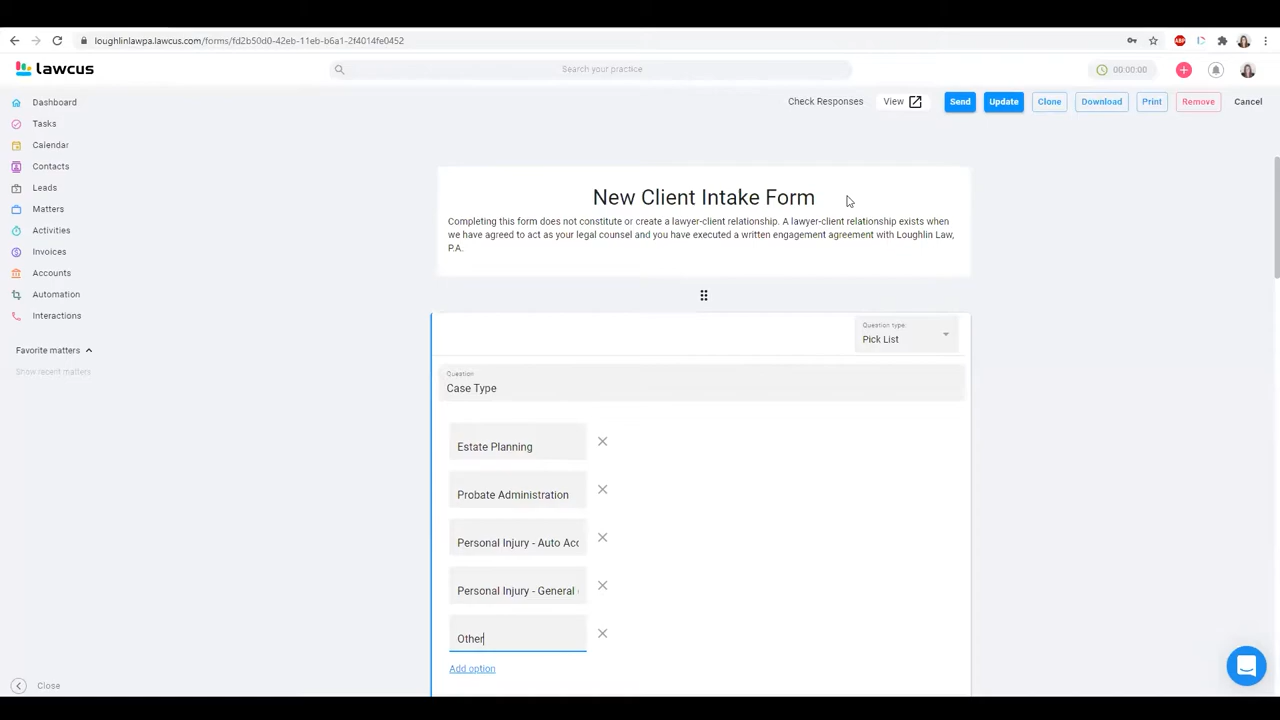 loughlinlawpa.lawcus.com/forms/fd2b50d0-42eb-11eb-b6a1-2f4014fe0452
ABP
lawcus
Search your practice
00:00:00
Dashboard
Tasks
Calendar
Contacts
Leads
Matters
Activities
Invoices
Accounts
Automation
Interactions
Favorite matters
Show recent matters
Close
Check Responses
View
Send
Update
Clone
Download
Print
Remove
Cancel
New Client Intake Form
Completing this form does not constitute or create a lawyer-client relationship. A lawyer-client relationship exists when
we have agreed to act as your legal counsel and you have executed a written engagement agreement with Loughlin Law,
P.A.
Question type:
Pick List
Question
Case Type
Estate Planning
Probate Administration
Personal Injury - Auto Acc
Personal Injury - General
Other
Add option